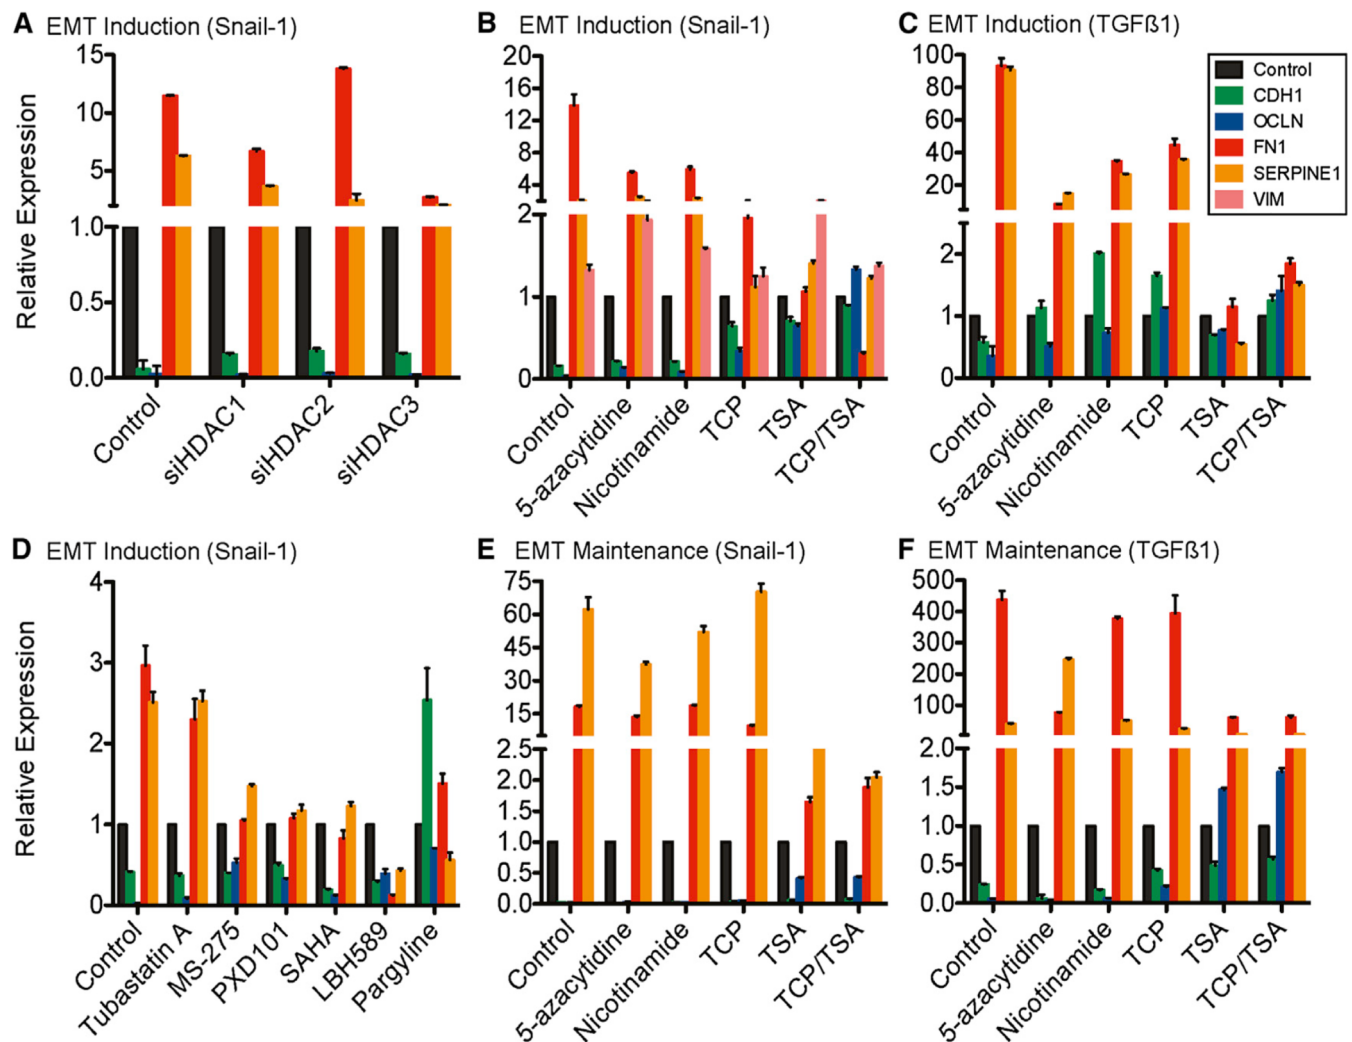 A EMT Induction (Snail-1)
Relative Expression
15
10
5
1.0
0.5
0.0
Control
siHDAC1
siHDAC2
siHDAC3
B EMT Induction (Snail-1)
20
16
12
8
4
2
1
0
Control
5-azacytidine
Nicotinamide
TCP
TSA
TCP/TSA
C EMT Induction (TGFß1)
100
80
60
40
20
2
1
0
Control
5-azacytidine
Nicotinamide
TCP
TSA
TCP/TSA
Control
CDH1
OCLN
FN1
SERPINE1
VIM
D EMT Induction (Snail-1)
Relative Expression
4
3
2
1
0
Control
Tubastatin A
MS-275
PXD101
SAHA
LBH589
Pargyline
E EMT Maintenance (Snail-1)
75
60
45
30
15
2.5
2.0
1.5
1.0
0.5
0.0
Control
5-azacytidine
Nicotinamide
TCP
TSA
TCP/TSA
F EMT Maintenance (TGFß1)
500
400
300
200
100
2.0
1.5
1.0
0.5
0.0
Control
5-azacytidine
Nicotinamide
TCP
TSA
TCP/TSA